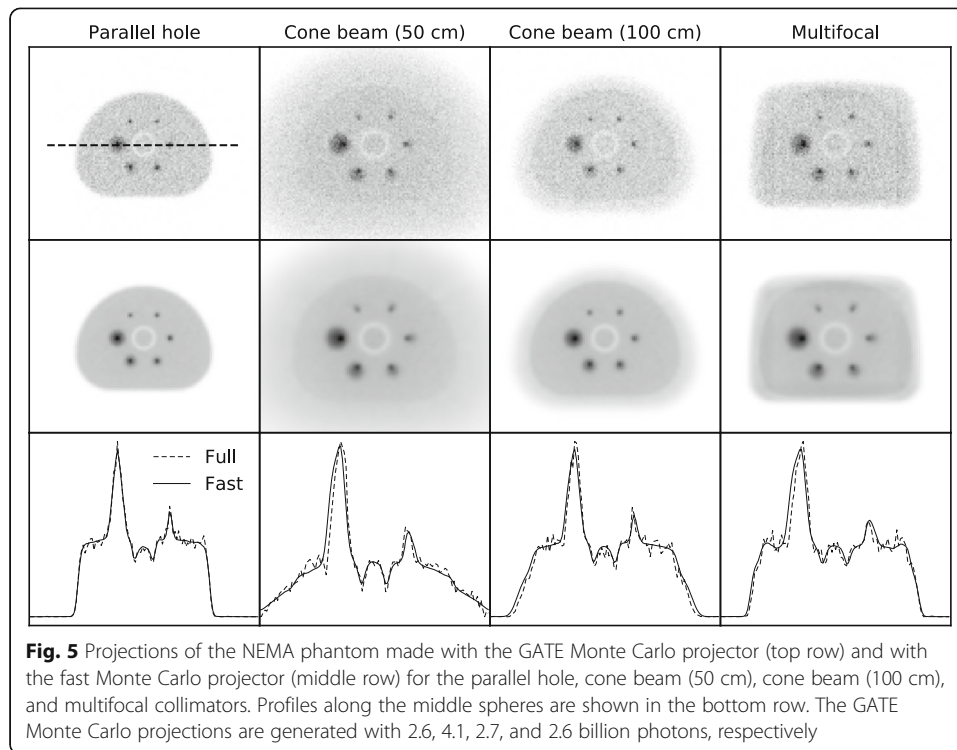 Parallel hole
Cone beam (50 cm)
Cone beam (100 cm)
Multifocal
Full
Fast
Fig. 5 Projections of the NEMA phantom made with the GATE Monte Carlo projector (top row) and with
the fast Monte Carlo projector (middle row) for the parallel hole, cone beam (50 cm), cone beam (100 cm),
and multifocal collimators. Profiles along the middle spheres are shown in the bottom row. The GATE
Monte Carlo projections are generated with 2.6, 4.1, 2.7, and 2.6 billion photons, respectively